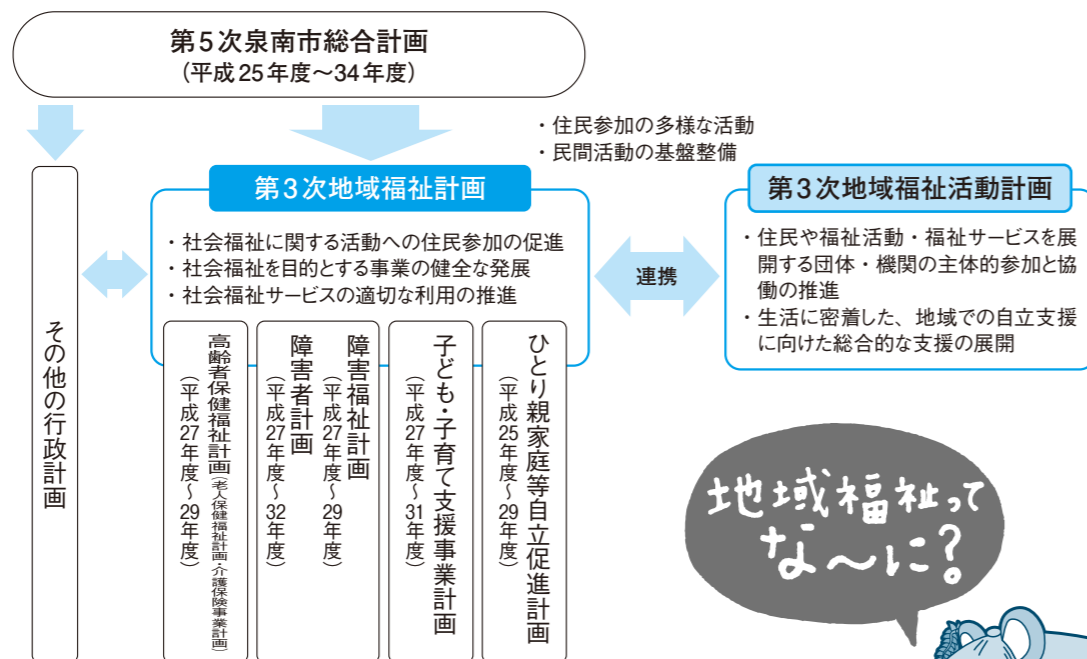 第5次泉南市総合計画
(平成25年度〜34年度)
・住民参加の多様な活動
・民間活動の基盤整備
第3次地域福祉計画
・社会福祉に関する活動への住民参加の促進
・社会福祉を目的とする事業の健全な発展
・社会福祉サービスの適切な利用の推進
連携
第3次地域福祉活動計画
・住民や福祉活動・福祉サービスを展
開する団体・機関の主体的参加と協
働の推進
・生活に密着した、地域での自立支援
に向けた総合的な支援の展開
その他の行政計画
高齢者保健福祉計画(老人保健福祉計画・介護保険事業計画)
(平成27年度〜29年度)
障害者計画
(平成27年度〜32年度)
障害福祉計画
(平成27年度〜29年度)
子ども・子育て支援事業計画
(平成27年度〜31年度)
ひとり親家庭等自立促進計画
(平成25年度〜29年度)
地域福祉って
な〜に?